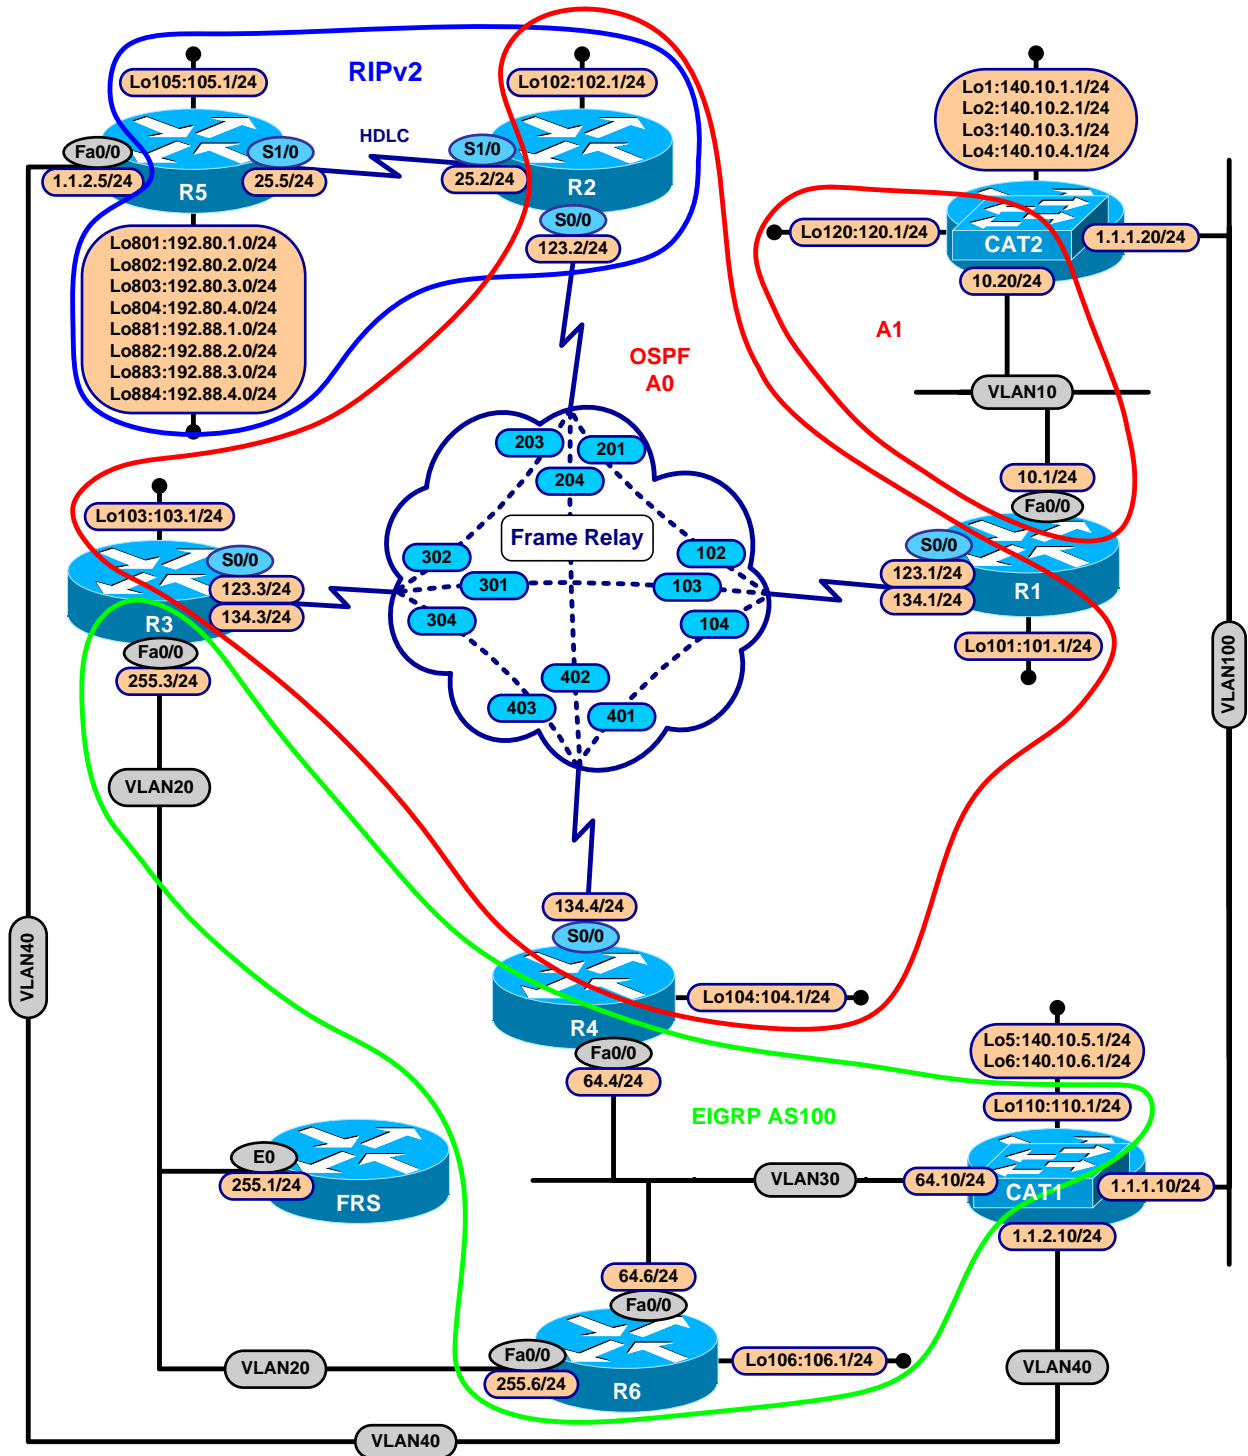 RIPv2
Lo105:105.1/24
Lo102:102.1/24
Lo1:140.10.1.1/24
Lo2:140.10.2.1/24
Lo3:140.10.3.1/24
Lo4:140.10.4.1/24
HDLC
Fa0/0
S1/0
S1/0
1.1.2.5/24
25.5/24
25.2/24
R5
R2
S0/0
123.2/24
Lo120:120.1/24
CAT2
1.1.1.20/24
10.20/24
Lo801:192.80.1.0/24
Lo802:192.80.2.0/24
Lo803:192.80.3.0/24
Lo804:192.80.4.0/24
Lo881:192.88.1.0/24
Lo882:192.88.2.0/24
Lo883:192.88.3.0/24
Lo884:192.88.4.0/24
OSPF
A0
A1
VLAN10
203
201
204
10.1/24
Fa0/0
Lo103:103.1/24
Frame Relay
S0/0
S0/0
302
102
123.3/24
301
103
123.1/24
134.3/24
134.1/24
R1
R3
304
104
Fa0/0
255.3/24
Lo101:101.1/24
402
403
401
VLAN100
VLAN20
134.4/24
S0/0
VLAN40
Lo104:104.1/24
R4
Fa0/0
64.4/24
Lo5:140.10.5.1/24
Lo6:140.10.6.1/24
Lo110:110.1/24
EIGRP AS100
E0
255.1/24
FRS
VLAN30
64.10/24
CAT1
1.1.1.10/24
1.1.2.10/24
64.6/24
Fa0/0
Fa0/0
VLAN20
255.6/24
R6
Lo106:106.1/24
VLAN40
VLAN40